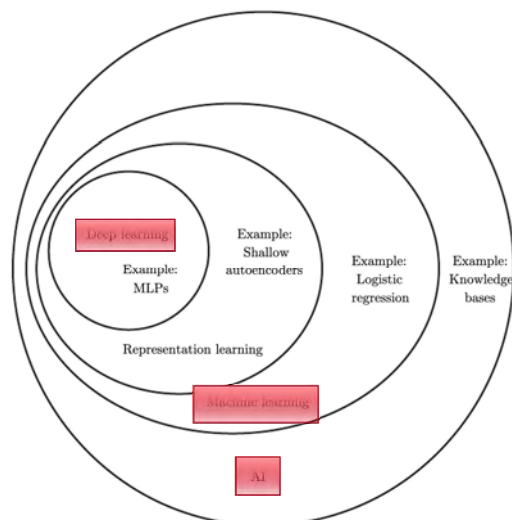 Deep learning
Example:
MLPs
Example:
Shallow
autoencoders
Example:
Logistic
regression
Example:
Knowledge
bases
Representation learning
Machine learning
AI